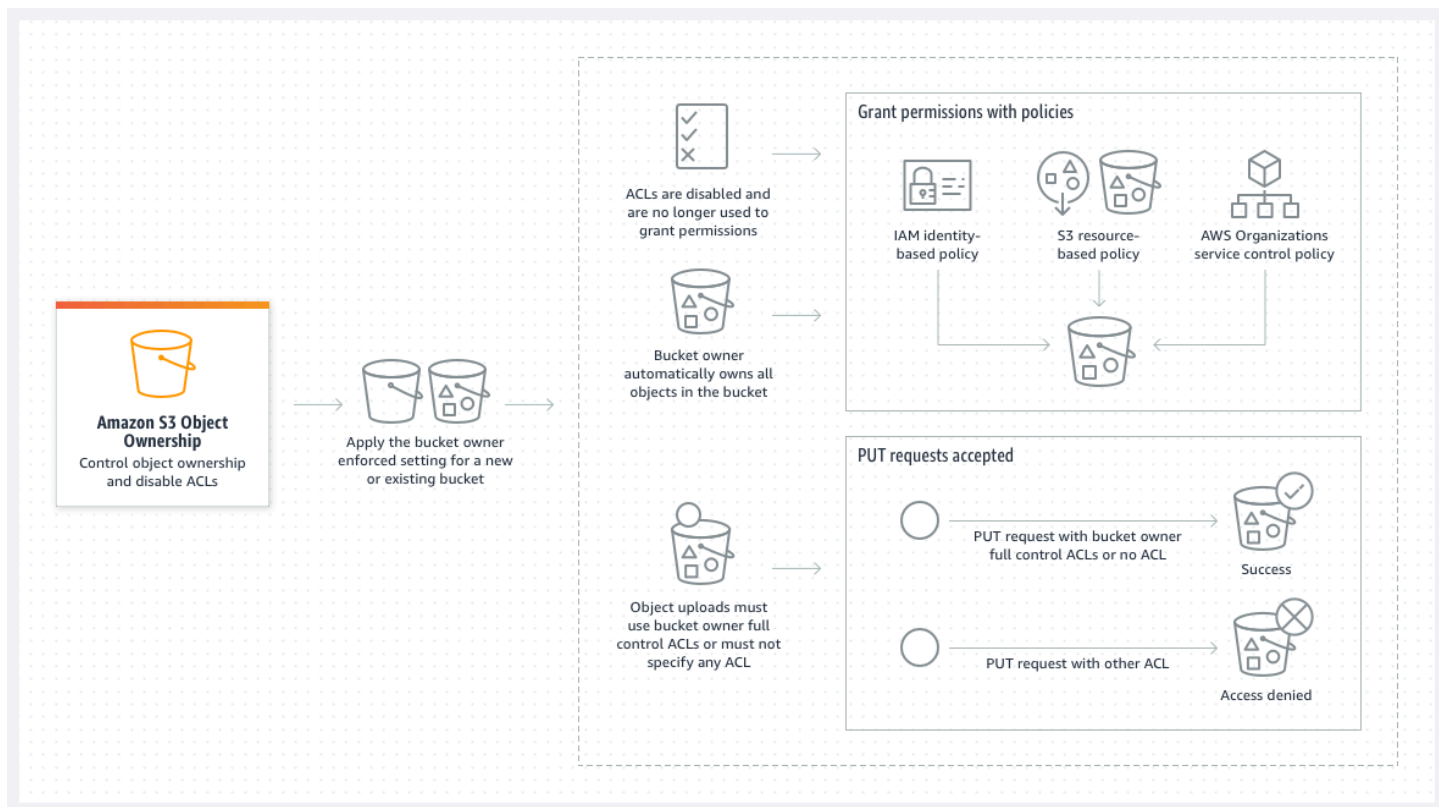 Amazon S3 Object
Ownership
Control object ownership
and disable ACLs
Apply the bucket owner
enforced setting for a new
or existing bucket
ACLs are disabled and
are no longer used to
grant permissions
Bucket owner
automatically owns all
objects in the bucket
Object uploads must
use bucket owner full
control ACLs or must not
specify any ACL
Grant permissions with policies
IAM identity-
based policy
S3 resource-
based policy
AWS Organizations
service control policy
PUT requests accepted
PUT request with bucket owner
full control ACLs or no ACL
Success
PUT request with other ACL
Access denied